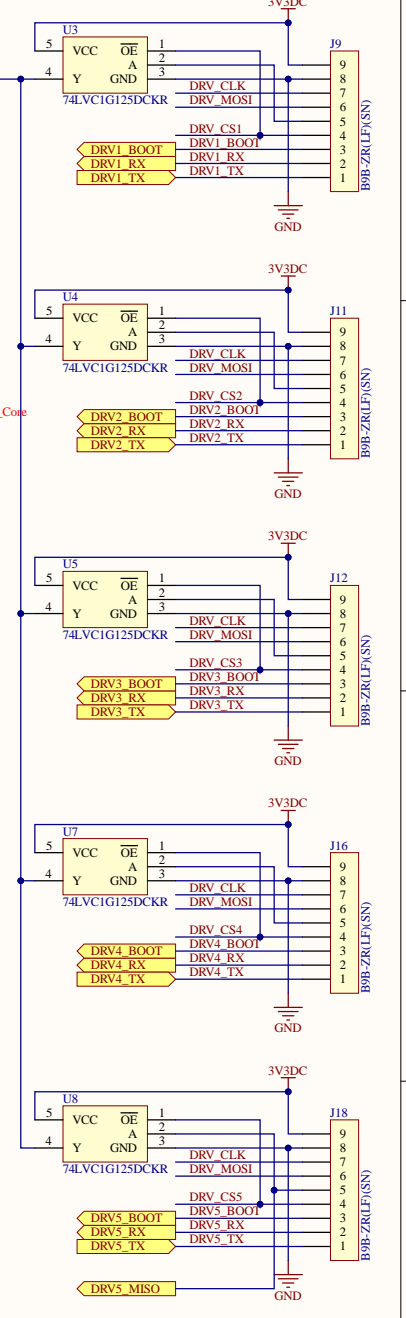 3V3DC
U3
J9
5 VCC OE 1
A 2
4 Y GND 3
74LVC1G125DCKR
DRV_CLK
DRV_MOSI
DRV_CS1
DRV1_BOOT DRV1_BOOT
DRV1_RX DRV1_RX
DRV1_TX DRV1_TX
9
8
7
6
5
4
3
2
1
B9B-ZR(LF)(SN)
GND
3V3DC
U4
J11
5 VCC OE 1
A 2
4 Y GND 3
74LVC1G125DCKR
DRV_CLK
DRV_MOSI
_Core
DRV_CS2
DRV2_BOOT DRV2_BOOT
DRV2_RX DRV2_RX
DRV2_TX DRV2_TX
9
8
7
6
5
4
3
2
1
B9B-ZR(LF)(SN)
GND
3V3DC
U5
J12
5 VCC OE 1
A 2
4 Y GND 3
74LVC1G125DCKR
DRV_CLK
DRV_MOSI
DRV_CS3
DRV3_BOOT DRV3_BOOT
DRV3_RX DRV3_RX
DRV3_TX DRV3_TX
9
8
7
6
5
4
3
2
1
B9B-ZR(LF)(SN)
GND
3V3DC
U7
J16
5 VCC OE 1
A 2
4 Y GND 3
74LVC1G125DCKR
DRV_CLK
DRV_MOSI
DRV_CS4
DRV4_BOOT DRV4_BOOT
DRV4_RX DRV4_RX
DRV4_TX DRV4_TX
9
8
7
6
5
4
3
2
1
B9B-ZR(LF)(SN)
GND
3V3DC
U8
J18
5 VCC OE 1
A 2
4 Y GND 3
74LVC1G125DCKR
DRV_CLK
DRV_MOSI
DRV_CS5
DRV5_BOOT DRV5_BOOT
DRV5_RX DRV5_RX
DRV5_TX DRV5_TX
9
8
7
6
5
4
3
2
1
B9B-ZR(LF)(SN)
DRV5_MISO
GND